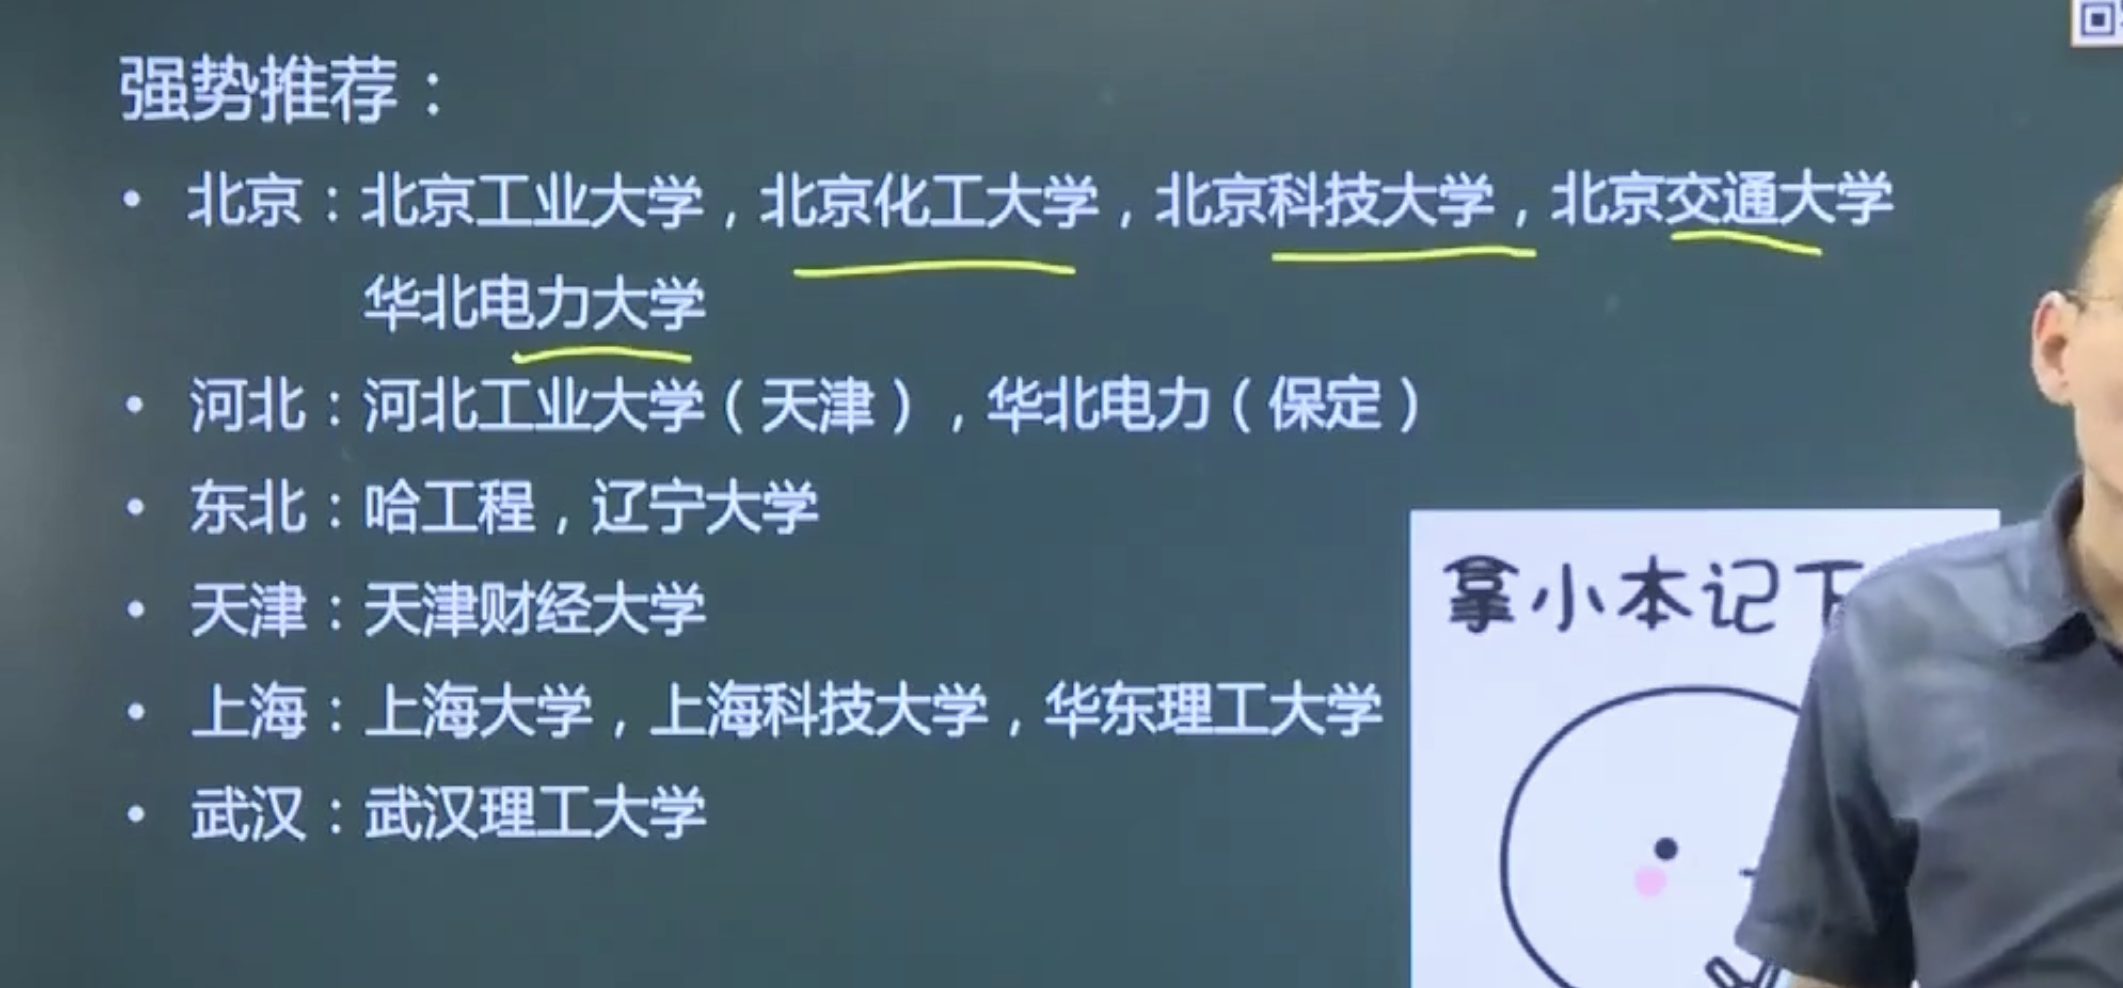 强势推荐：
• 北京：北京工业大学，北京化工大学，北京科技大学，北京交通大学
华北电力大学
• 河北：河北工业大学（天津），华北电力（保定）
• 东北：哈工程，辽宁大学
• 天津：天津财经大学
• 上海：上海大学，上海科技大学，华东理工大学
• 武汉：武汉理工大学
拿小本记下